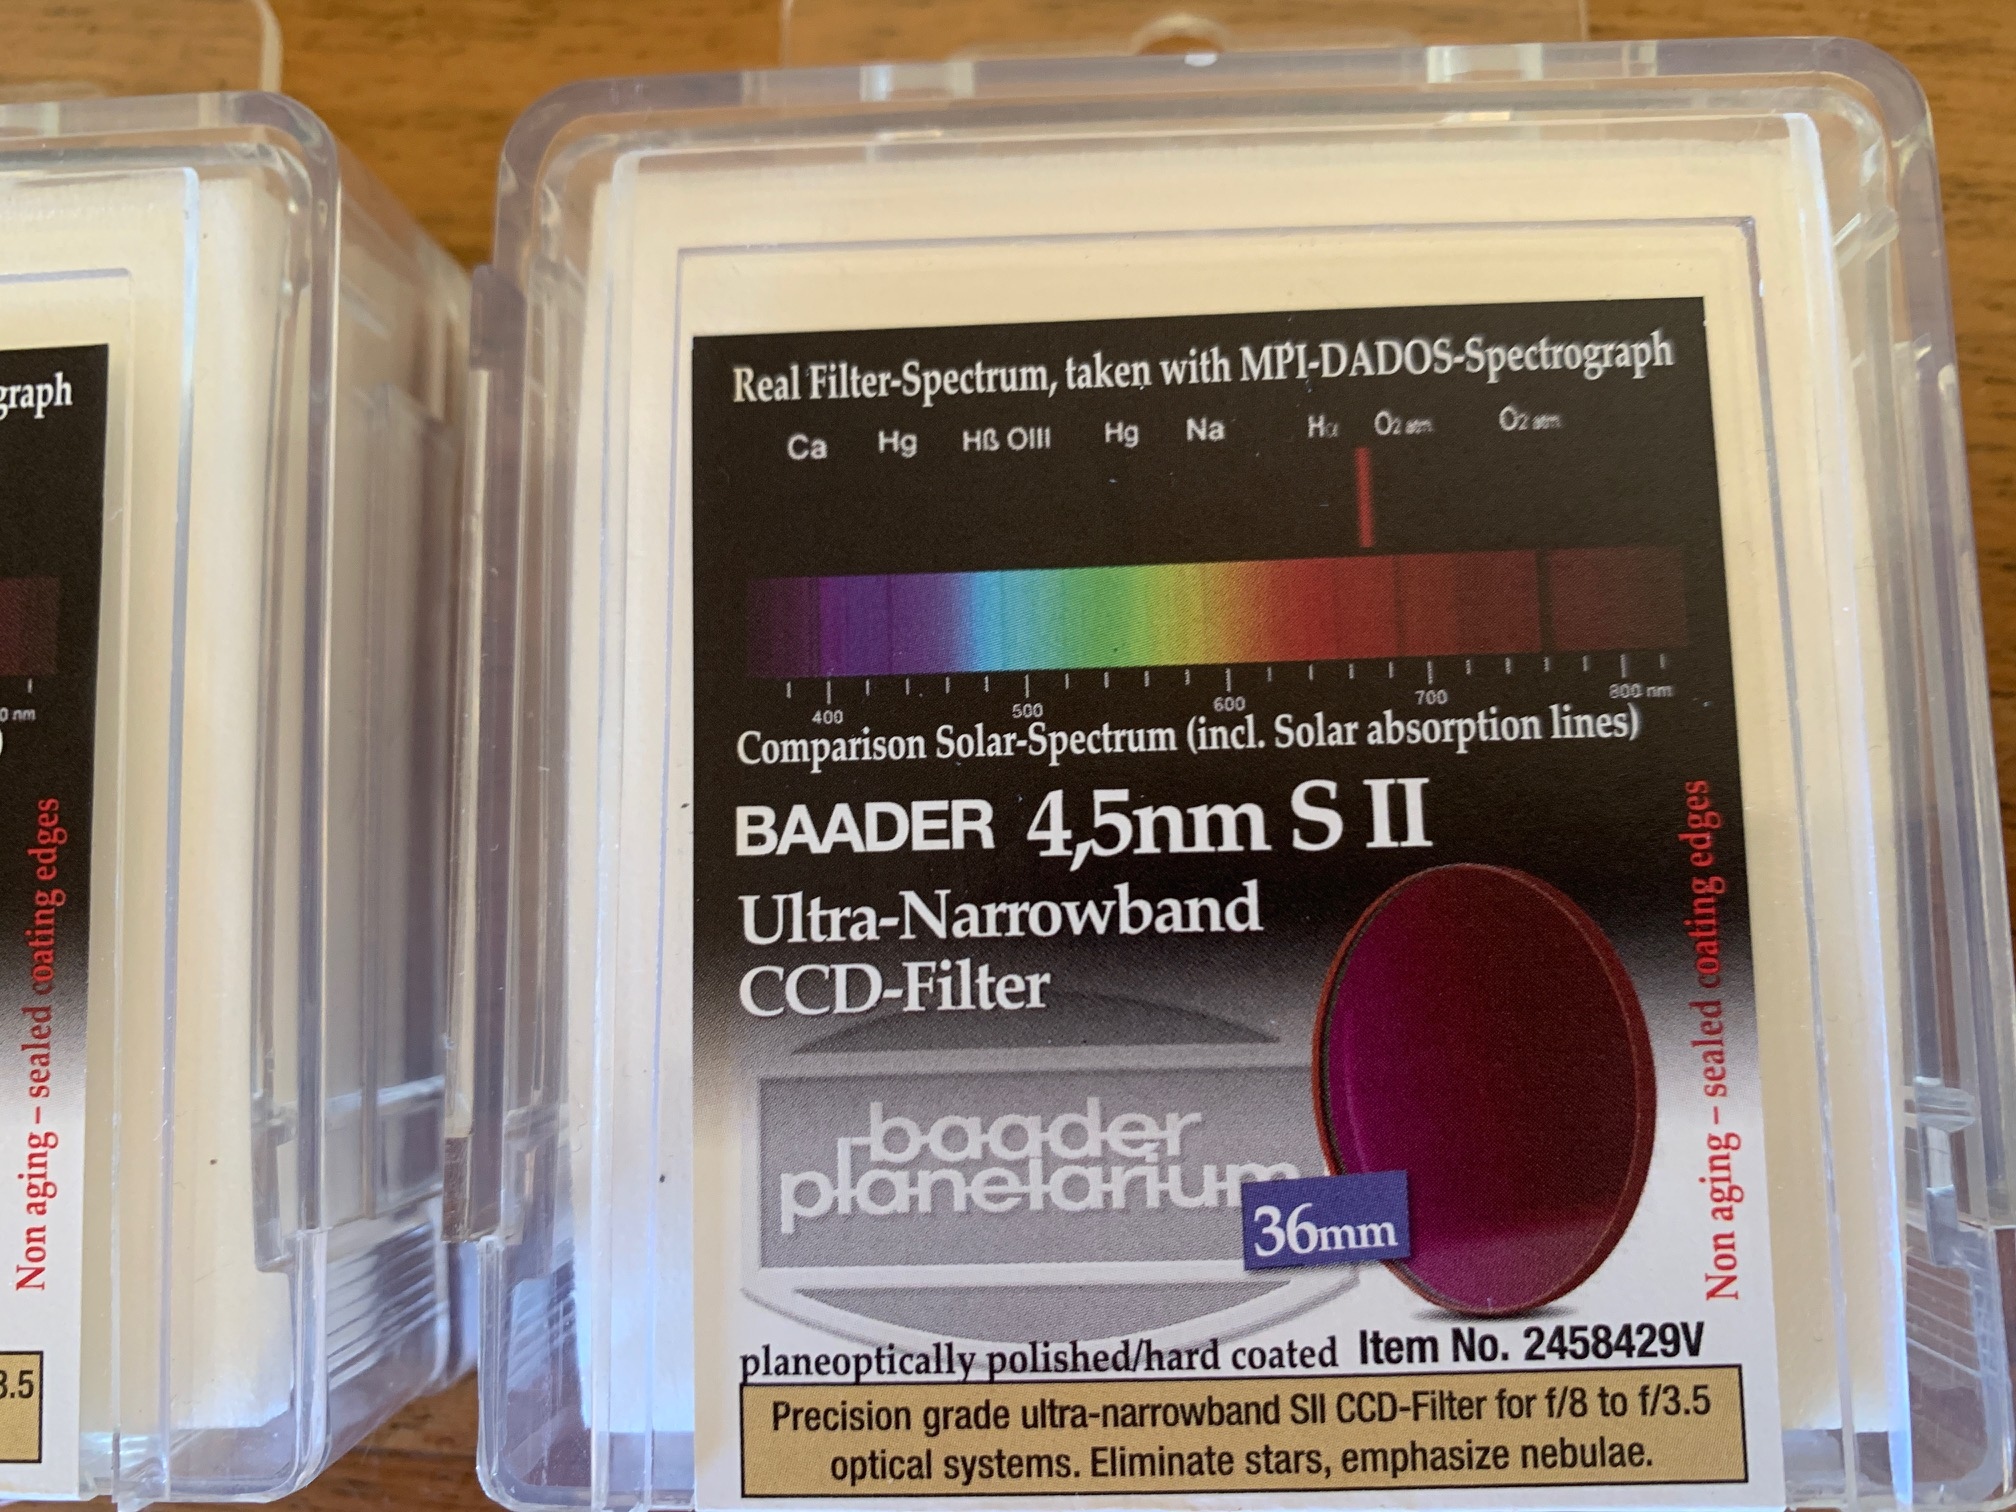 graph
0 nm
)
Non aging – sealed coating edges
3.5
Real Filter-Spectrum, taken with MPI-DADOS-Spectrograph
Ca Hg Hß OIII Hg Na Hα O2 atm. O2 atm.
400 500 600 700 800 nm
Comparison Solar-Spectrum (incl. Solar absorption lines)
BAADER 4,5nm S II
Ultra-Narrowband
CCD-Filter
baader
planetarium
36mm
Non aging – sealed coating edges
planeoptically polished/hard coated Item No. 2458429V
Precision grade ultra-narrowband SII CCD-Filter for f/8 to f/3.5
optical systems. Eliminate stars, emphasize nebulae.